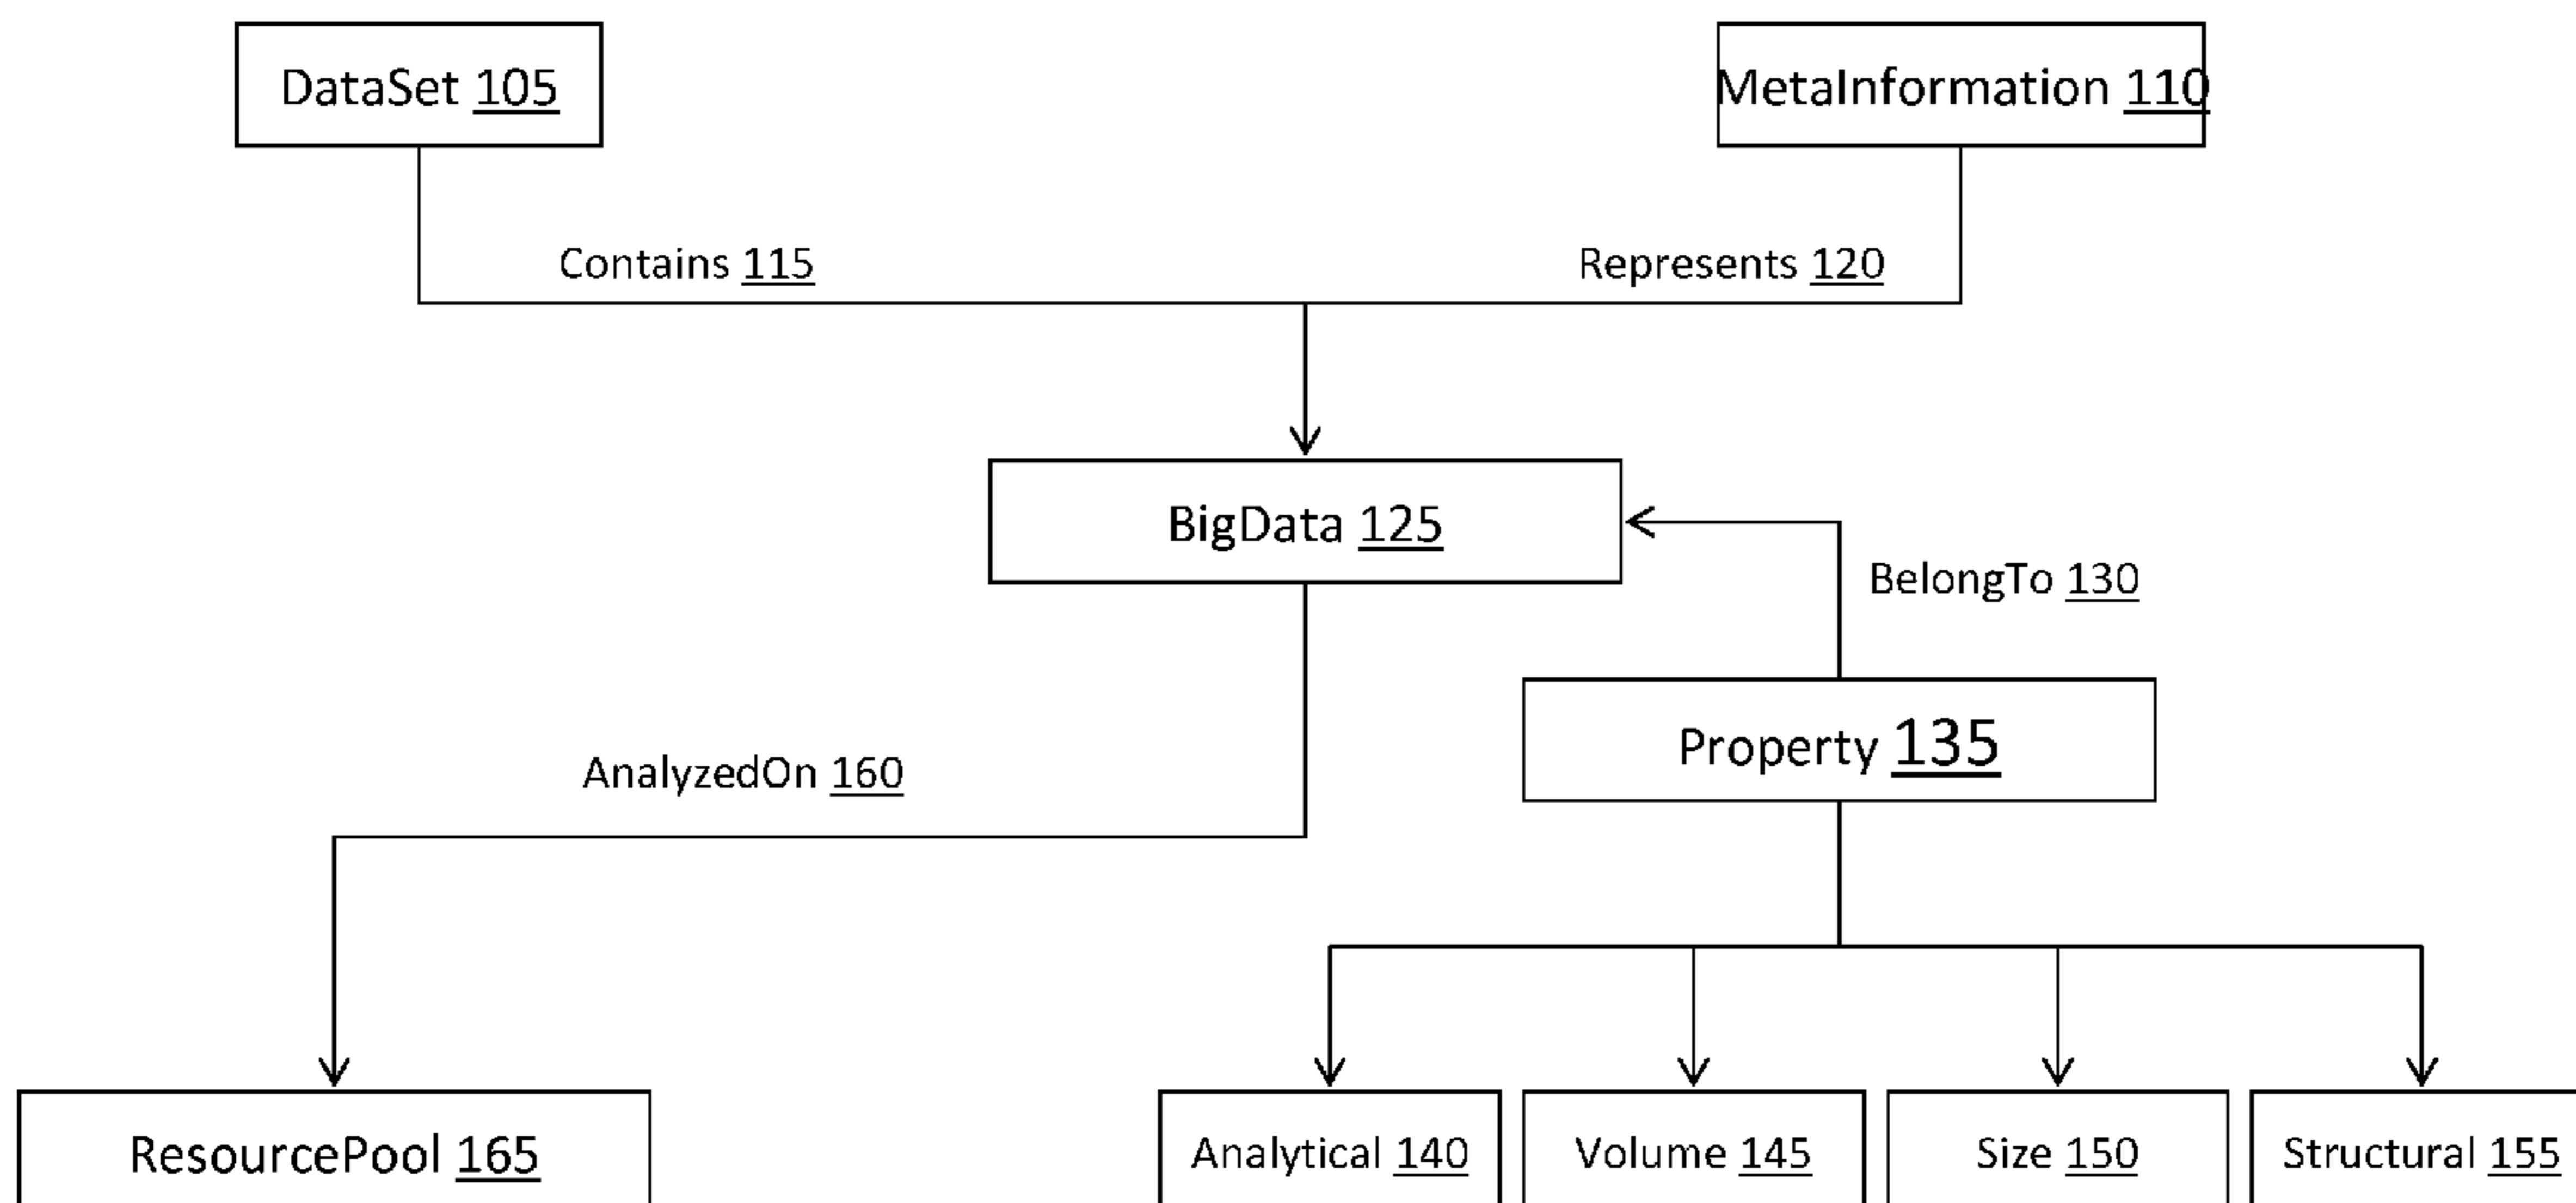 DataSet 105
MetaInformation 110
Contains 115
Represents 120
BigData 125
BelongTo 130
Property 135
AnalyzedOn 160
ResourcePool 165
Analytical 140
Volume 145
Size 150
Structural 155